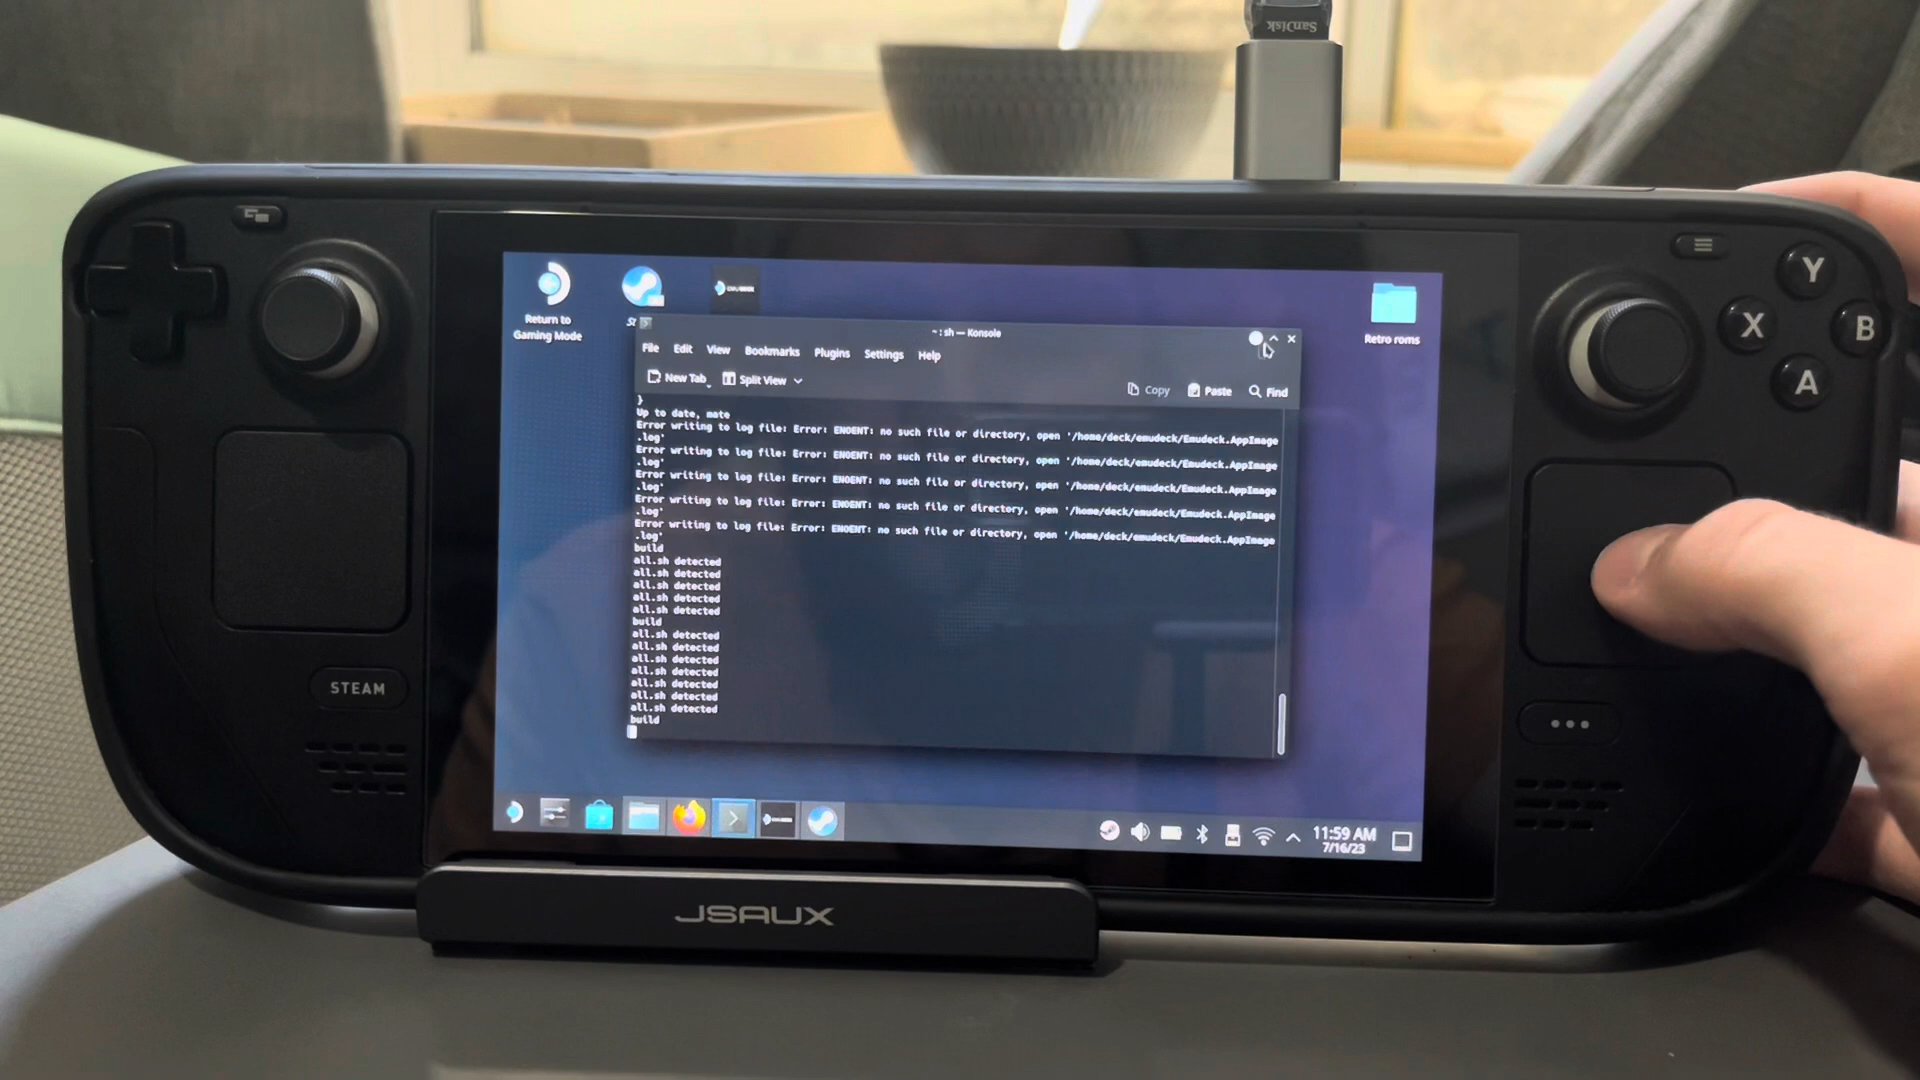 SanDisk
Y
X
B
A
STEAM
Return to
Gaming Mode
St
Retro roms
~ : sh — Konsole
File Edit View Bookmarks Plugins Settings Help
New Tab Split View Copy Paste Find
}
Up to date, mate
Error writing to log file: Error: ENOENT: no such file or directory, open '/home/deck/emudeck/Emudeck.AppImage
.log'
Error writing to log file: Error: ENOENT: no such file or directory, open '/home/deck/emudeck/Emudeck.AppImage
.log'
Error writing to log file: Error: ENOENT: no such file or directory, open '/home/deck/emudeck/Emudeck.AppImage
.log'
Error writing to log file: Error: ENOENT: no such file or directory, open '/home/deck/emudeck/Emudeck.AppImage
.log'
Error writing to log file: Error: ENOENT: no such file or directory, open '/home/deck/emudeck/Emudeck.AppImage
.log'
build
all.sh detected
all.sh detected
all.sh detected
all.sh detected
all.sh detected
build
all.sh detected
all.sh detected
all.sh detected
all.sh detected
all.sh detected
all.sh detected
all.sh detected
build
11:59 AM
7/16/23
JSAUX